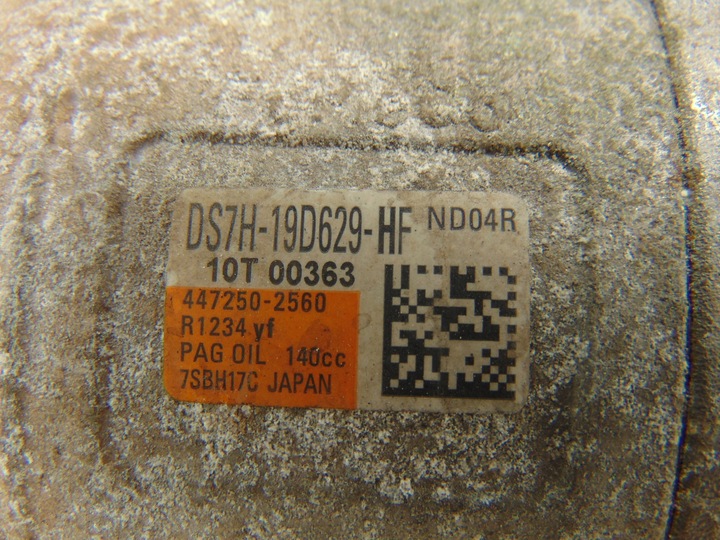 DS7H-19D629-HF ND04R
10T 00363
447250-2560
R1234yf
PAG OIL 140cc
7SBH17C JAPAN